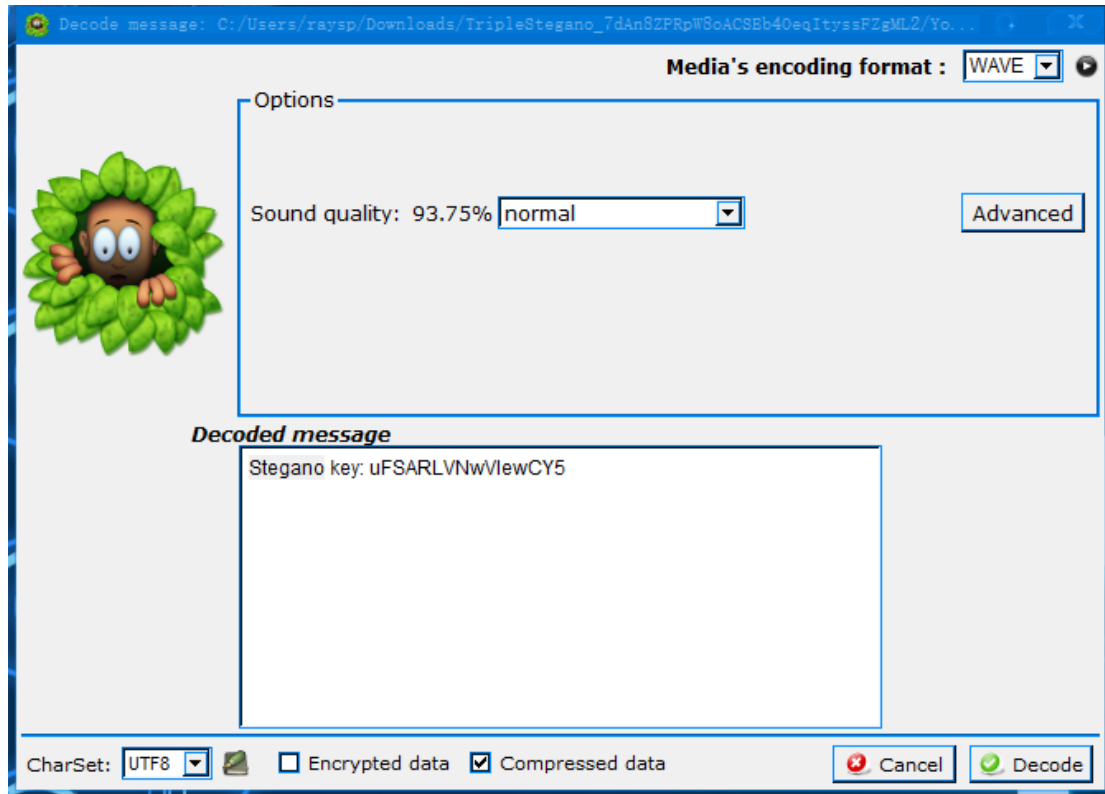 Decode message: C:/Users/raysp/Downloads/TripleStegano_7dAn8ZPRpW8oACSEb40eqItyssFZgML2/Yo...
Media's encoding format : WAVE
Options
Sound quality: 93.75% normal
Advanced
Decoded message
Stegano key: uFSARLVNwVIewCY5
CharSet: UTF8 Encrypted data Compressed data Cancel Decode